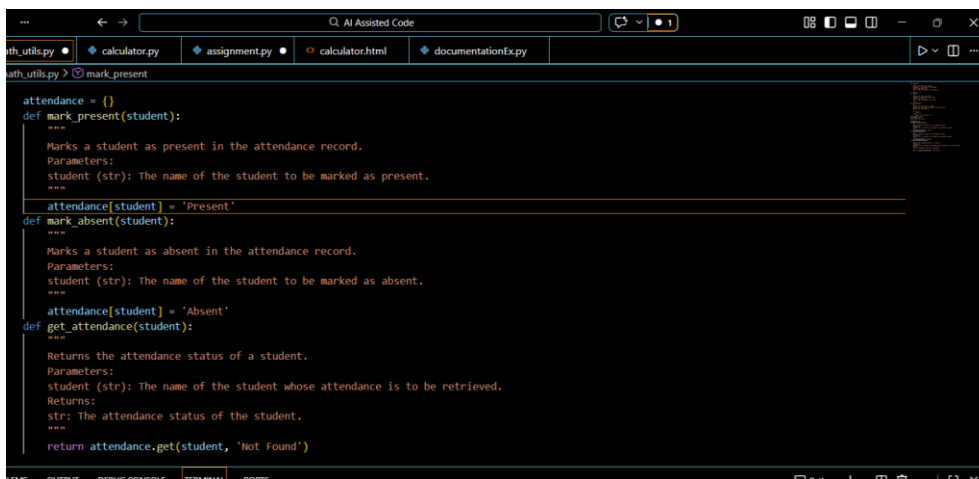 AI Assisted Code
1
ath_utils.py
calculator.py
assignment.py
calculator.html
documentationEx.py
ath_utils.py > mark_present
attendance = {}
def mark_present(student):
"""
Marks a student as present in the attendance record.
Parameters:
student (str): The name of the student to be marked as present.
"""
attendance[student] = 'Present'
def mark_absent(student):
"""
Marks a student as absent in the attendance record.
Parameters:
student (str): The name of the student to be marked as absent.
"""
attendance[student] = 'Absent'
def get_attendance(student):
"""
Returns the attendance status of a student.
Parameters:
student (str): The name of the student whose attendance is to be retrieved.
Returns:
str: The attendance status of the student.
"""
return attendance.get(student, 'Not Found')
OUTPUT DEBUG CONSOLE TERMINAL PORTS